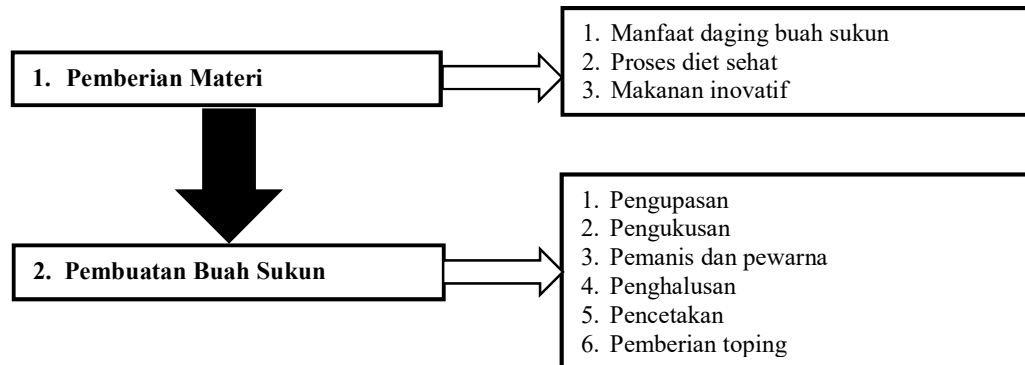 1. Pemberian Materi
1. Manfaat daging buah sukun
2. Proses diet sehat
3. Makanan inovatif
2. Pembuatan Buah Sukun
1. Pengupasan
2. Pengukusan
3. Pemanis dan pewarna
4. Penghalusan
5. Pencetakan
6. Pemberian toping